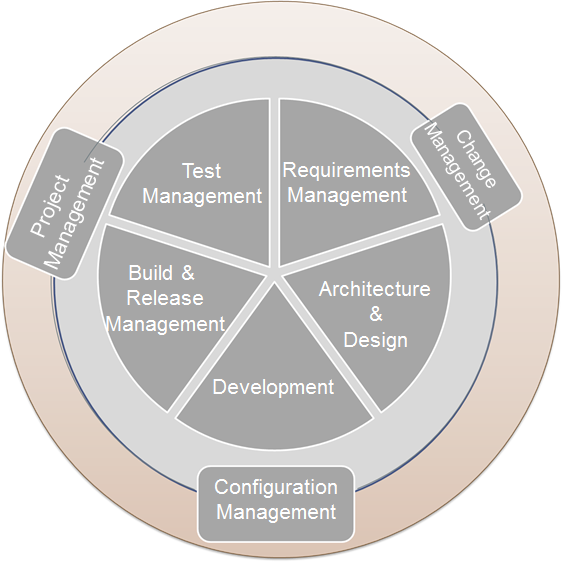 Test
Management
Requirements
Management
Change
Management
Project
Management
Build &
Release
Management
Architecture
&
Design
Development
Configuration
Management